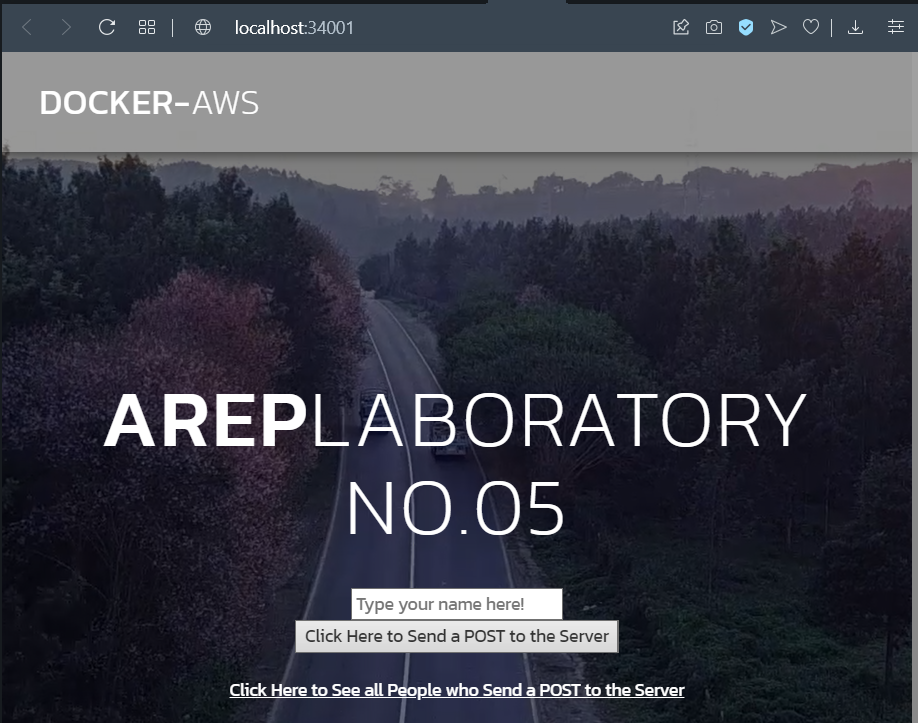 localhost:34001
DOCKER-AWS
AREPLABORATORY
NO.05
Type your name here!
Click Here to Send a POST to the Server
Click Here to See all People who Send a POST to the Server